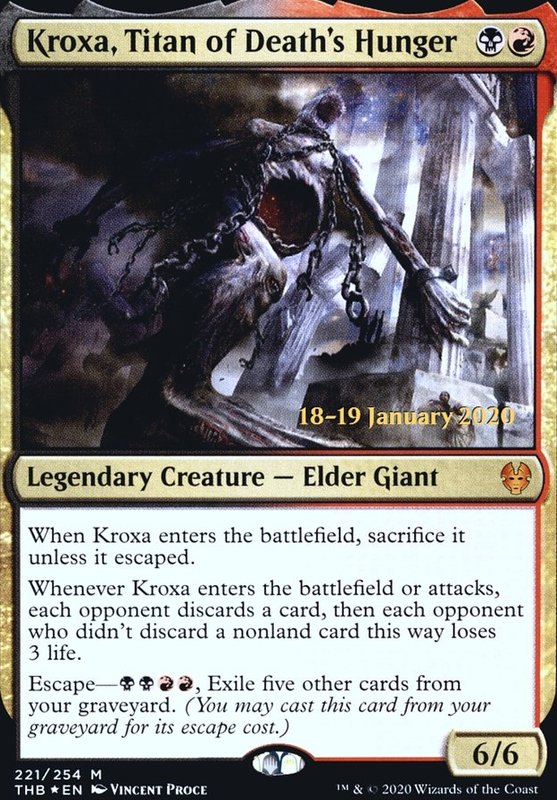 Kroxa, Titan of Death's Hunger
18-19 January 2020
Legendary Creature — Elder Giant
When Kroxa enters the battlefield, sacrifice it
unless it escaped.
Whenever Kroxa enters the battlefield or attacks,
each opponent discards a card, then each opponent
who didn't discard a nonland card this way loses
3 life.
Escape—, Exile five other cards from
your graveyard. (You may cast this card from your
graveyard for its escape cost.)
6/6
221/254 M
THB ★ EN Vincent Proce
™ & © 2020 Wizards of the Coast